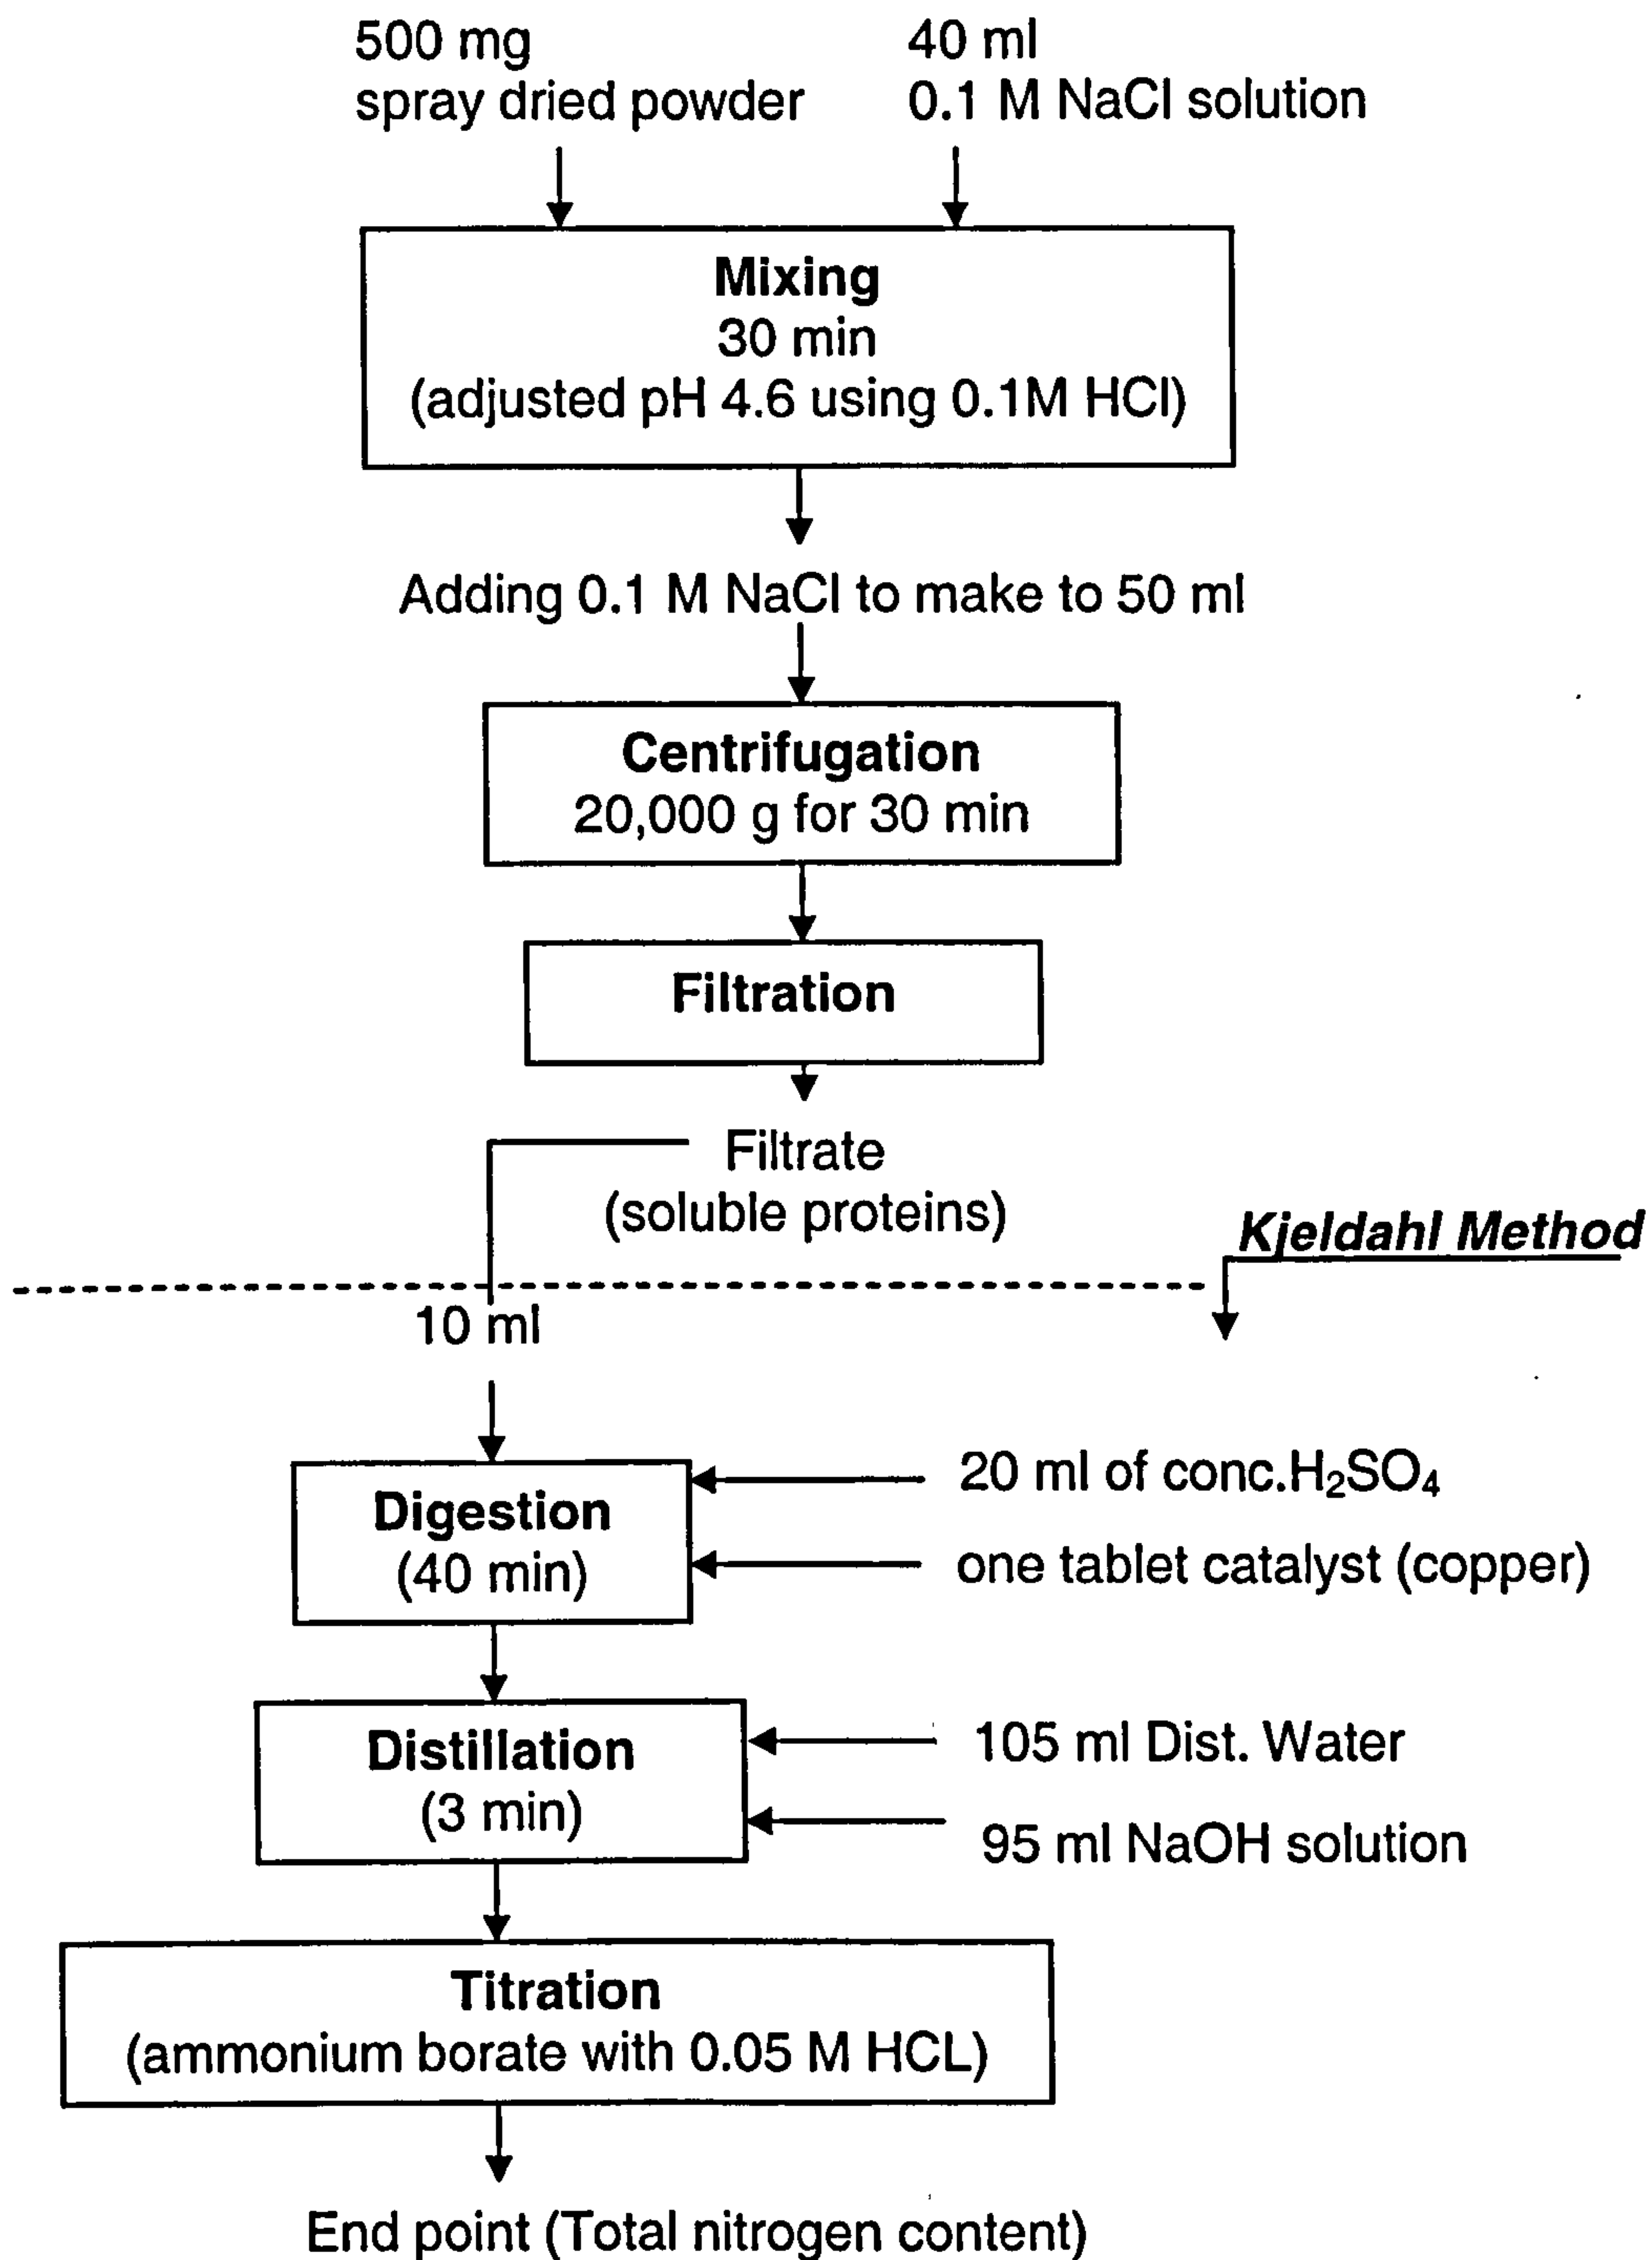 500 mg
spray dried powder
40 ml
0.1 M NaCl solution
Mixing
30 min
(adjusted pH 4.6 using 0.1M HCl)
Adding 0.1 M NaCl to make to 50 ml
Centrifugation
20,000 g for 30 min
Filtration
Filtrate
(soluble proteins)
Kjeldahl Method
10 ml
Digestion
(40 min)
20 ml of conc.H₂SO₄
one tablet catalyst (copper)
Distillation
(3 min)
105 ml Dist. Water
95 ml NaOH solution
Titration
(ammonium borate with 0.05 M HCL)
End point (Total nitrogen content)